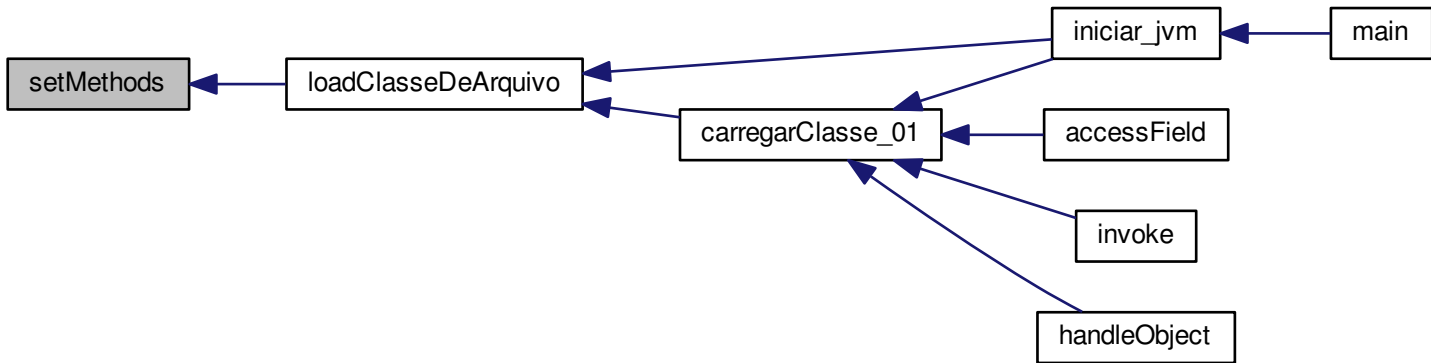 iniciar_jvm
main
setMethods
loadClasseDeArquivo
carregarClasse_01
accessField
invoke
handleObject